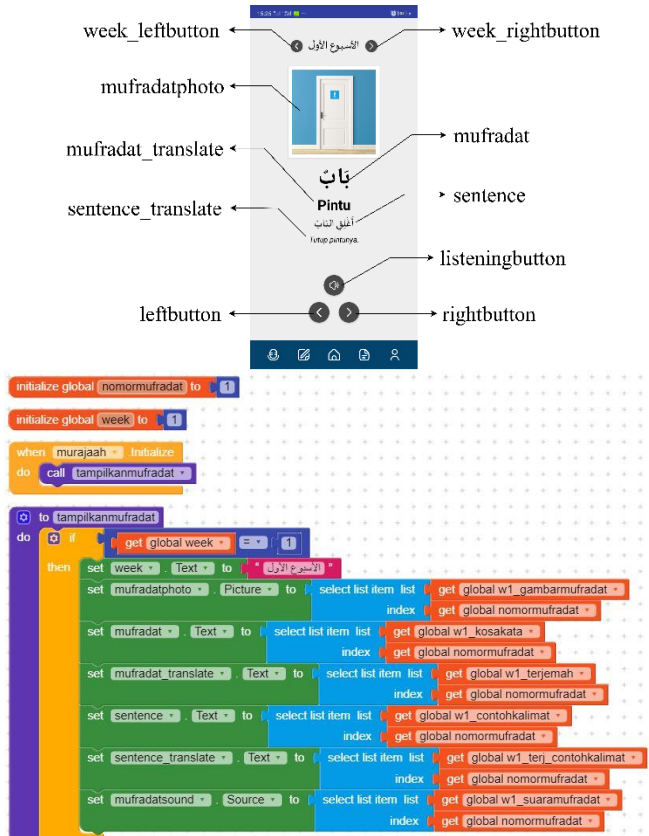 week_leftbutton
الأسبوع الأول
week_rightbutton
mufradatphoto
mufradat_translate
بَابٌ
mufradat
Pintu
sentence_translate
أَغْلِقِ البَابَ
sentence
Tutup pintunya.
listeningbutton
leftbutton
rightbutton
initialize global nomormufradat to 1
initialize global week to 1
when murajaah .Initialize
do call tampilkanmufradat
to tampilkanmufradat
do if get global week = 1
then set week . Text to " الأسبوع الأول "
set mufradatphoto . Picture to select list item list get global w1_gambarmufradat
index get global nomormufradat
set mufradat . Text to select list item list get global w1_kosakata
index get global nomormufradat
set mufradat_translate . Text to select list item list get global w1_terjemah
index get global nomormufradat
set sentence . Text to select list item list get global w1_contohkalimat
index get global nomormufradat
set sentence_translate . Text to select list item list get global w1_terj_contohkalimat
index get global nomormufradat
set mufradatsound . Source to select list item list get global w1_suaramufradat
index get global nomormufradat